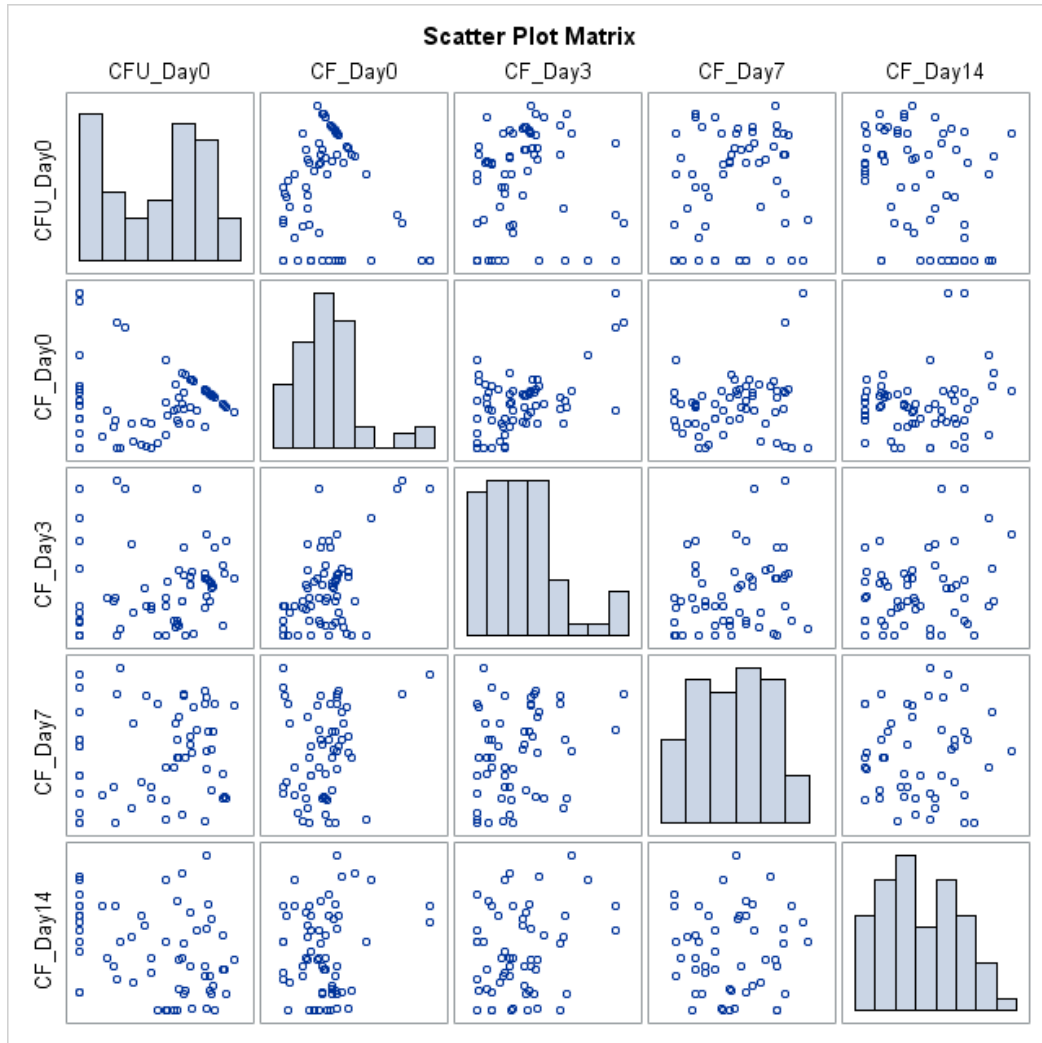 Scatter Plot Matrix
CFU_Day0 CF_Day0 CF_Day3 CF_Day7 CF_Day14
CFU_Day0
CF_Day0
CF_Day3
CF_Day7
CF_Day14